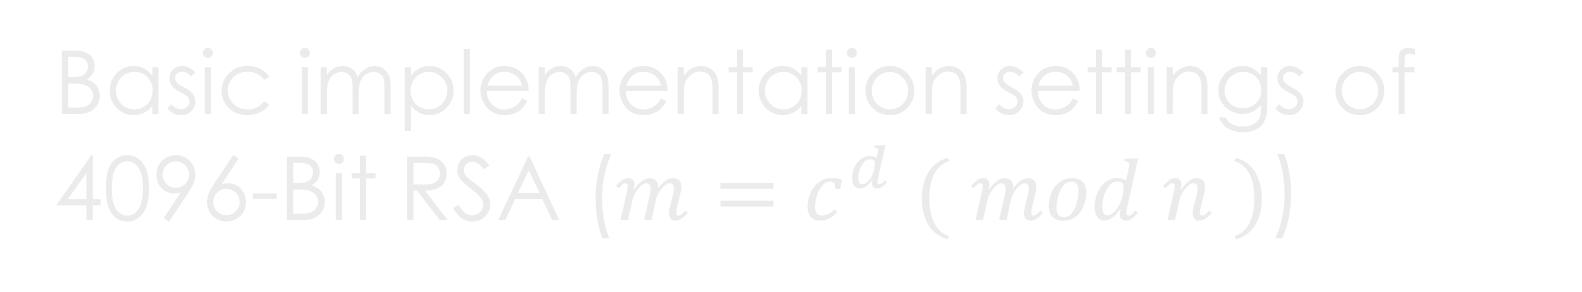 Basic implementation settings of
4096-Bit RSA (𝑚 = 𝑐^𝑑 ( 𝑚𝑜𝑑 𝑛 ))